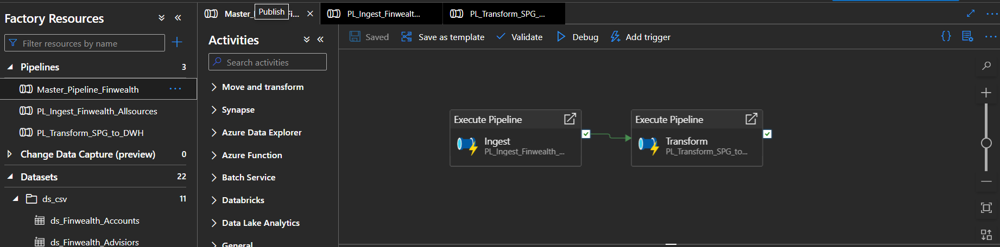 Factory Resources
Filter resources by name
Pipelines 3
Master_Pipeline_Finwealth
PL_Ingest_Finwealth_Allsources
PL_Transform_SPG_to_DWH
Change Data Capture (preview) 0
Datasets 22
ds_csv 11
ds_Finwealth_Accounts
ds_Finwealth_Advisiors
Master_ Fi...
Publish
PL_Ingest_Finwealt...
PL_Transform_SPG_...
Activities
Search activities
Move and transform
Synapse
Azure Data Explorer
Azure Function
Batch Service
Databricks
Data Lake Analytics
General
Saved
Save as template
Validate
Debug
Add trigger
Execute Pipeline
Ingest
PL_Ingest_Finwealth_...
Execute Pipeline
Transform
PL_Transform_SPG_to...